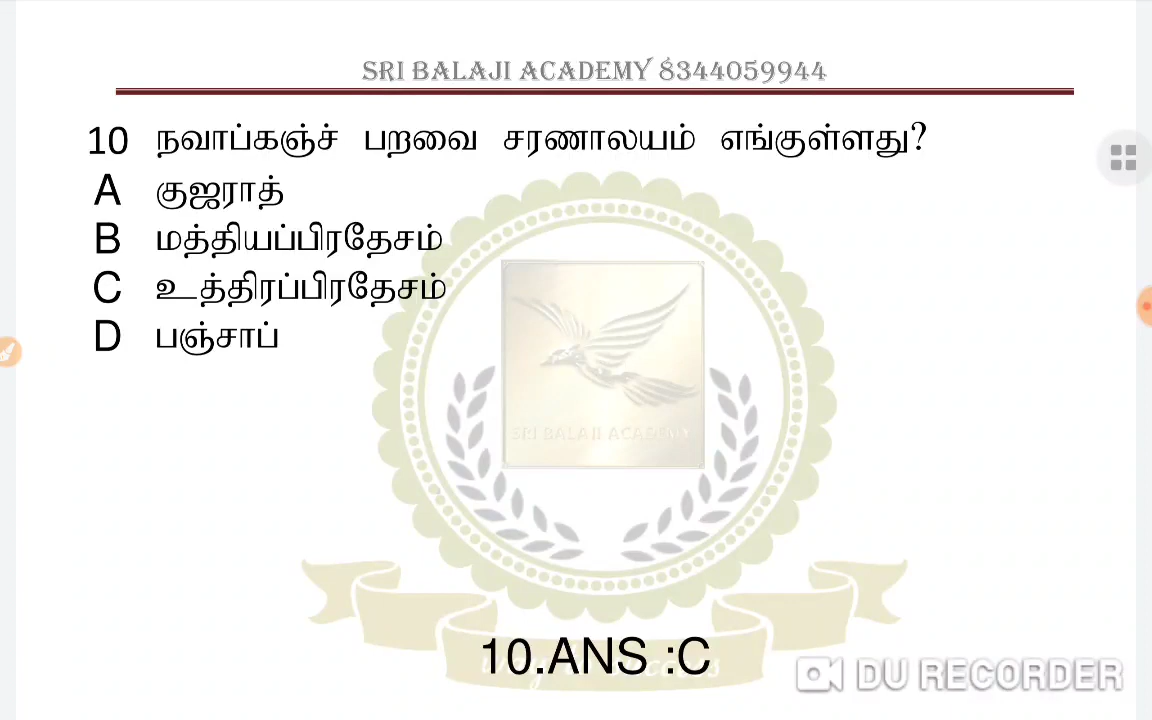 SRI BALAJI ACADEMY 8344059944
10 நவாப்கஞ்ச் பறவை சரணாலயம் எங்குள்ளது?
A குஜராத்
B மத்தியப்பிரதேசம்
C உத்திரப்பிரதேசம்
D பஞ்சாப்
SRI BALAJI ACADEMY
10.ANS :C
DU RECORDER